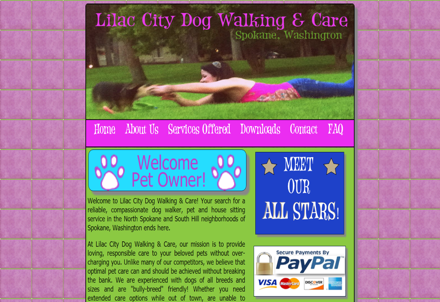 Lilac City Dog Walking & Care
Spokane, Washington
Home About Us Services Offered Downloads Contact FAQ
Welcome
Pet Owner!
Welcome to Lilac City Dog Walking & Care! Your search for a
reliable, compassionate dog walker, pet and house sitting
service in the North Spokane and South Hill neighborhoods of
Spokane, Washington ends here.
At Lilac City Dog Walking & Care, our mission is to provide
loving, responsible care to your beloved pets without over-
charging you. Unlike many of our competitors, we believe that
optimal pet care can and should be achieved without breaking
the bank. We are experienced with dogs of all breeds and
sizes and are "bully-breed" friendly! Whether you need
extended care options while out of town, are unable to
MEET
OUR
ALL STARS!
Secure Payments By
PayPal
VISA